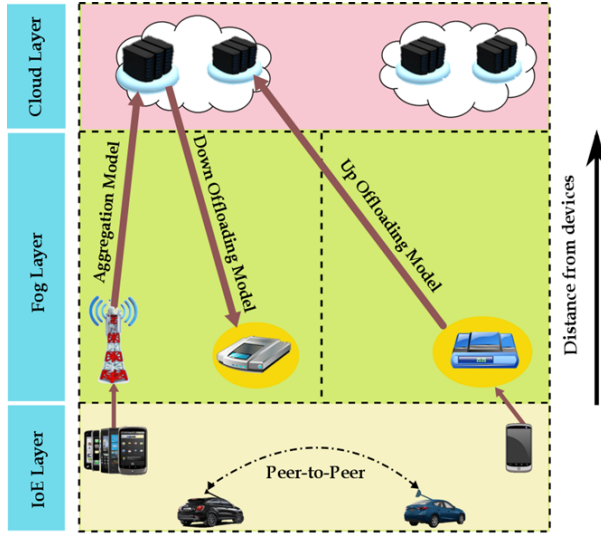 Cloud Layer
Aggregation Model
Down Offloading Model
Up Offloading Model
Fog Layer
Distance from devices
IoE Layer
Peer-to-Peer